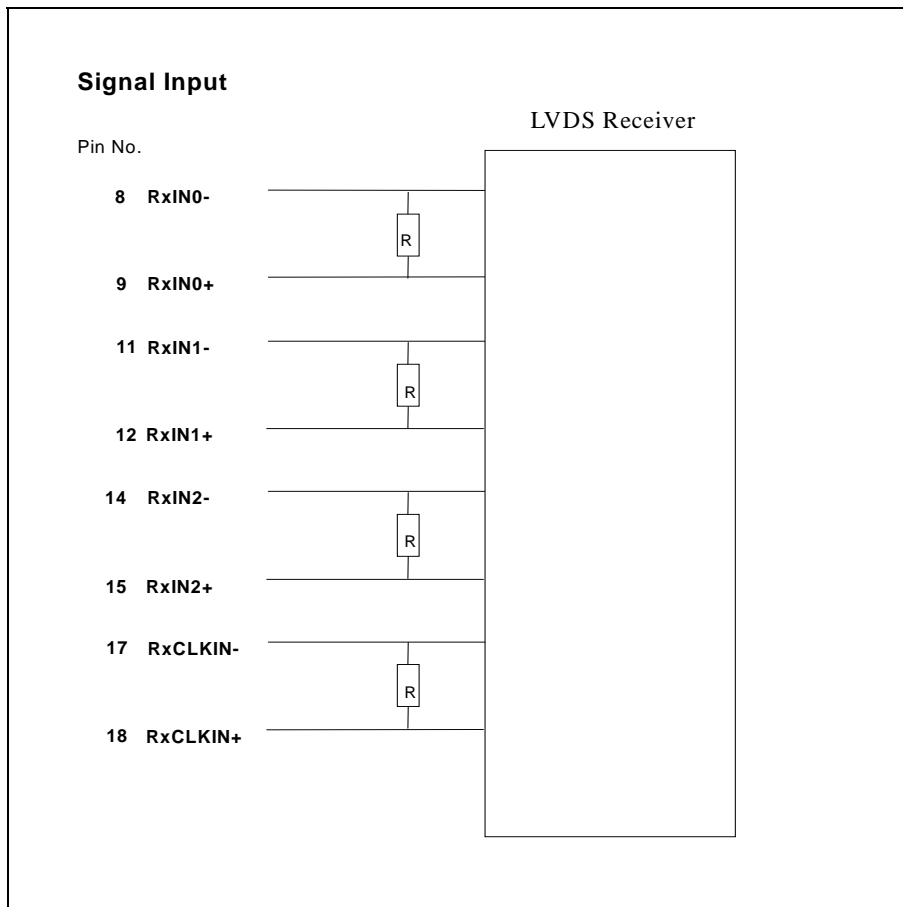 Signal Input
LVDS Receiver
Pin No.
8 RxIN0-
R
9 RxIN0+
11 RxIN1-
R
12 RxIN1+
14 RxIN2-
R
15 RxIN2+
17 RxCLKIN-
R
18 RxCLKIN+